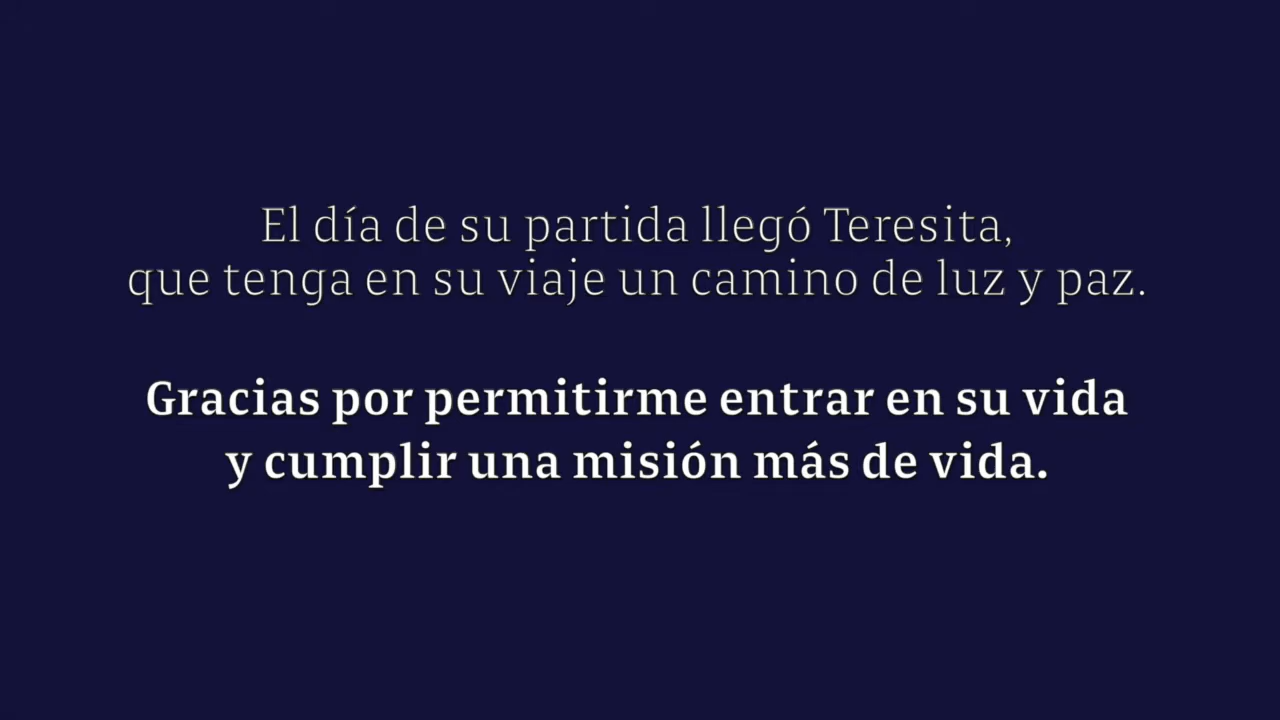 El día de su partida llegó Teresita,
que tenga en su viaje un camino de luz y paz.
Gracias por permitirme entrar en su vida
y cumplir una misión más de vida.